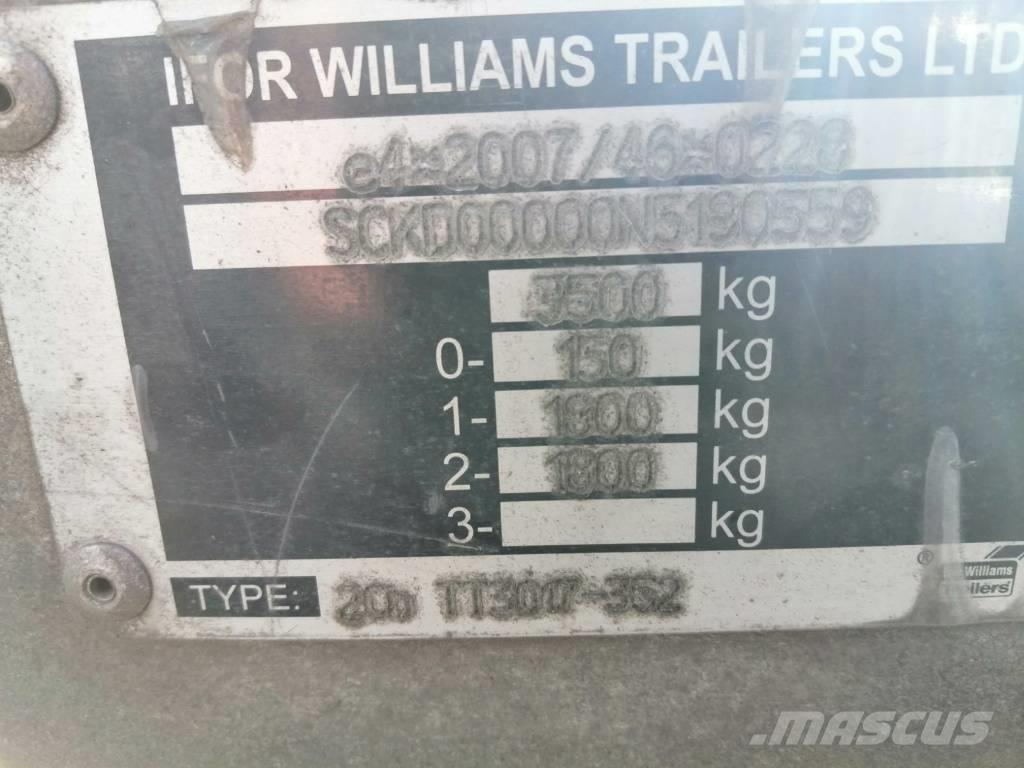 IFOR WILLIAMS TRAILERS LTD
e4*2007/46*0228
SCKD00000N5190559
3500 kg
0- 150 kg
1- 1800 kg
2- 1800 kg
3- kg
®
Williams
Trailers
TYPE: 2Cb TT3017-352
MASCUS